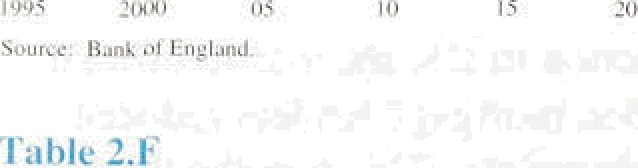 1995 2000 05 10 15 20
Source: Bank of England.
Table 2.F